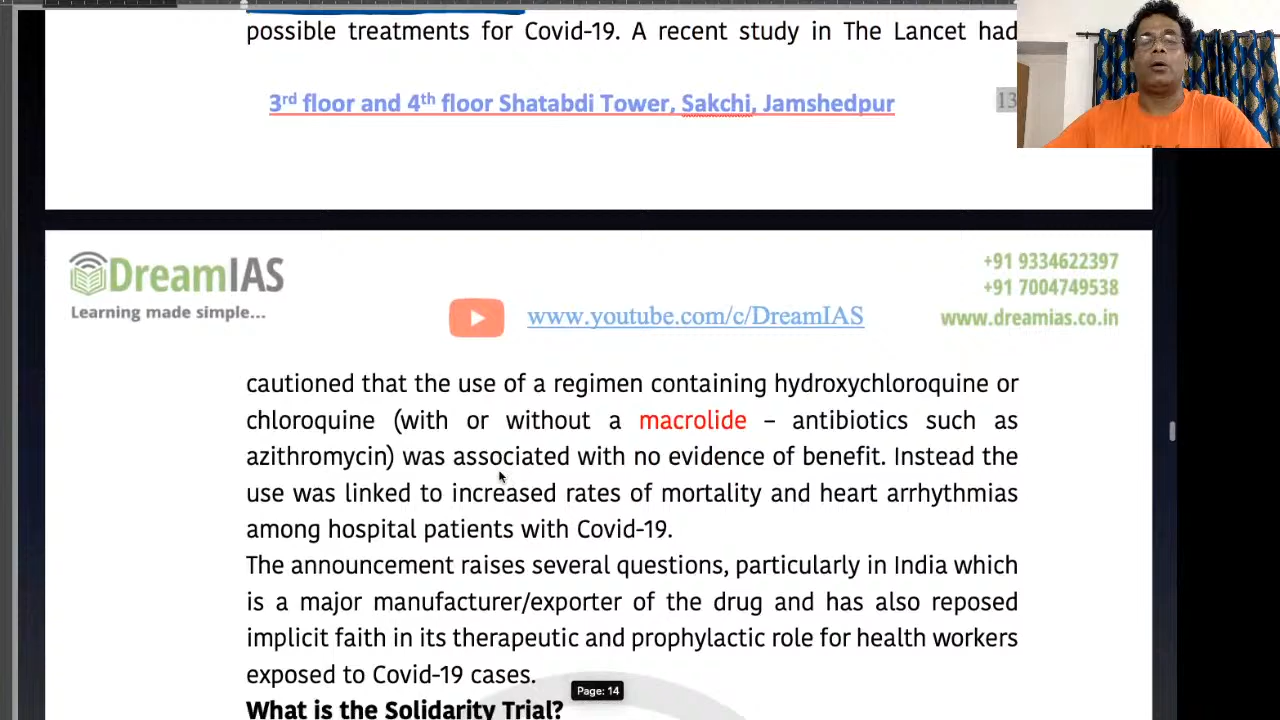 possible treatments for Covid-19. A recent study in The Lancet had
3rd floor and 4th floor Shatabdi Tower, Sakchi, Jamshedpur
13
DreamIAS
Learning made simple...
www.youtube.com/c/DreamIAS
+91 9334622397
+91 7004749538
www.dreamias.co.in
cautioned that the use of a regimen containing hydroxychloroquine or
chloroquine (with or without a macrolide – antibiotics such as
azithromycin) was associated with no evidence of benefit. Instead the
use was linked to increased rates of mortality and heart arrhythmias
among hospital patients with Covid-19.
The announcement raises several questions, particularly in India which
is a major manufacturer/exporter of the drug and has also reposed
implicit faith in its therapeutic and prophylactic role for health workers
exposed to Covid-19 cases.
Page: 14
What is the Solidarity Trial?